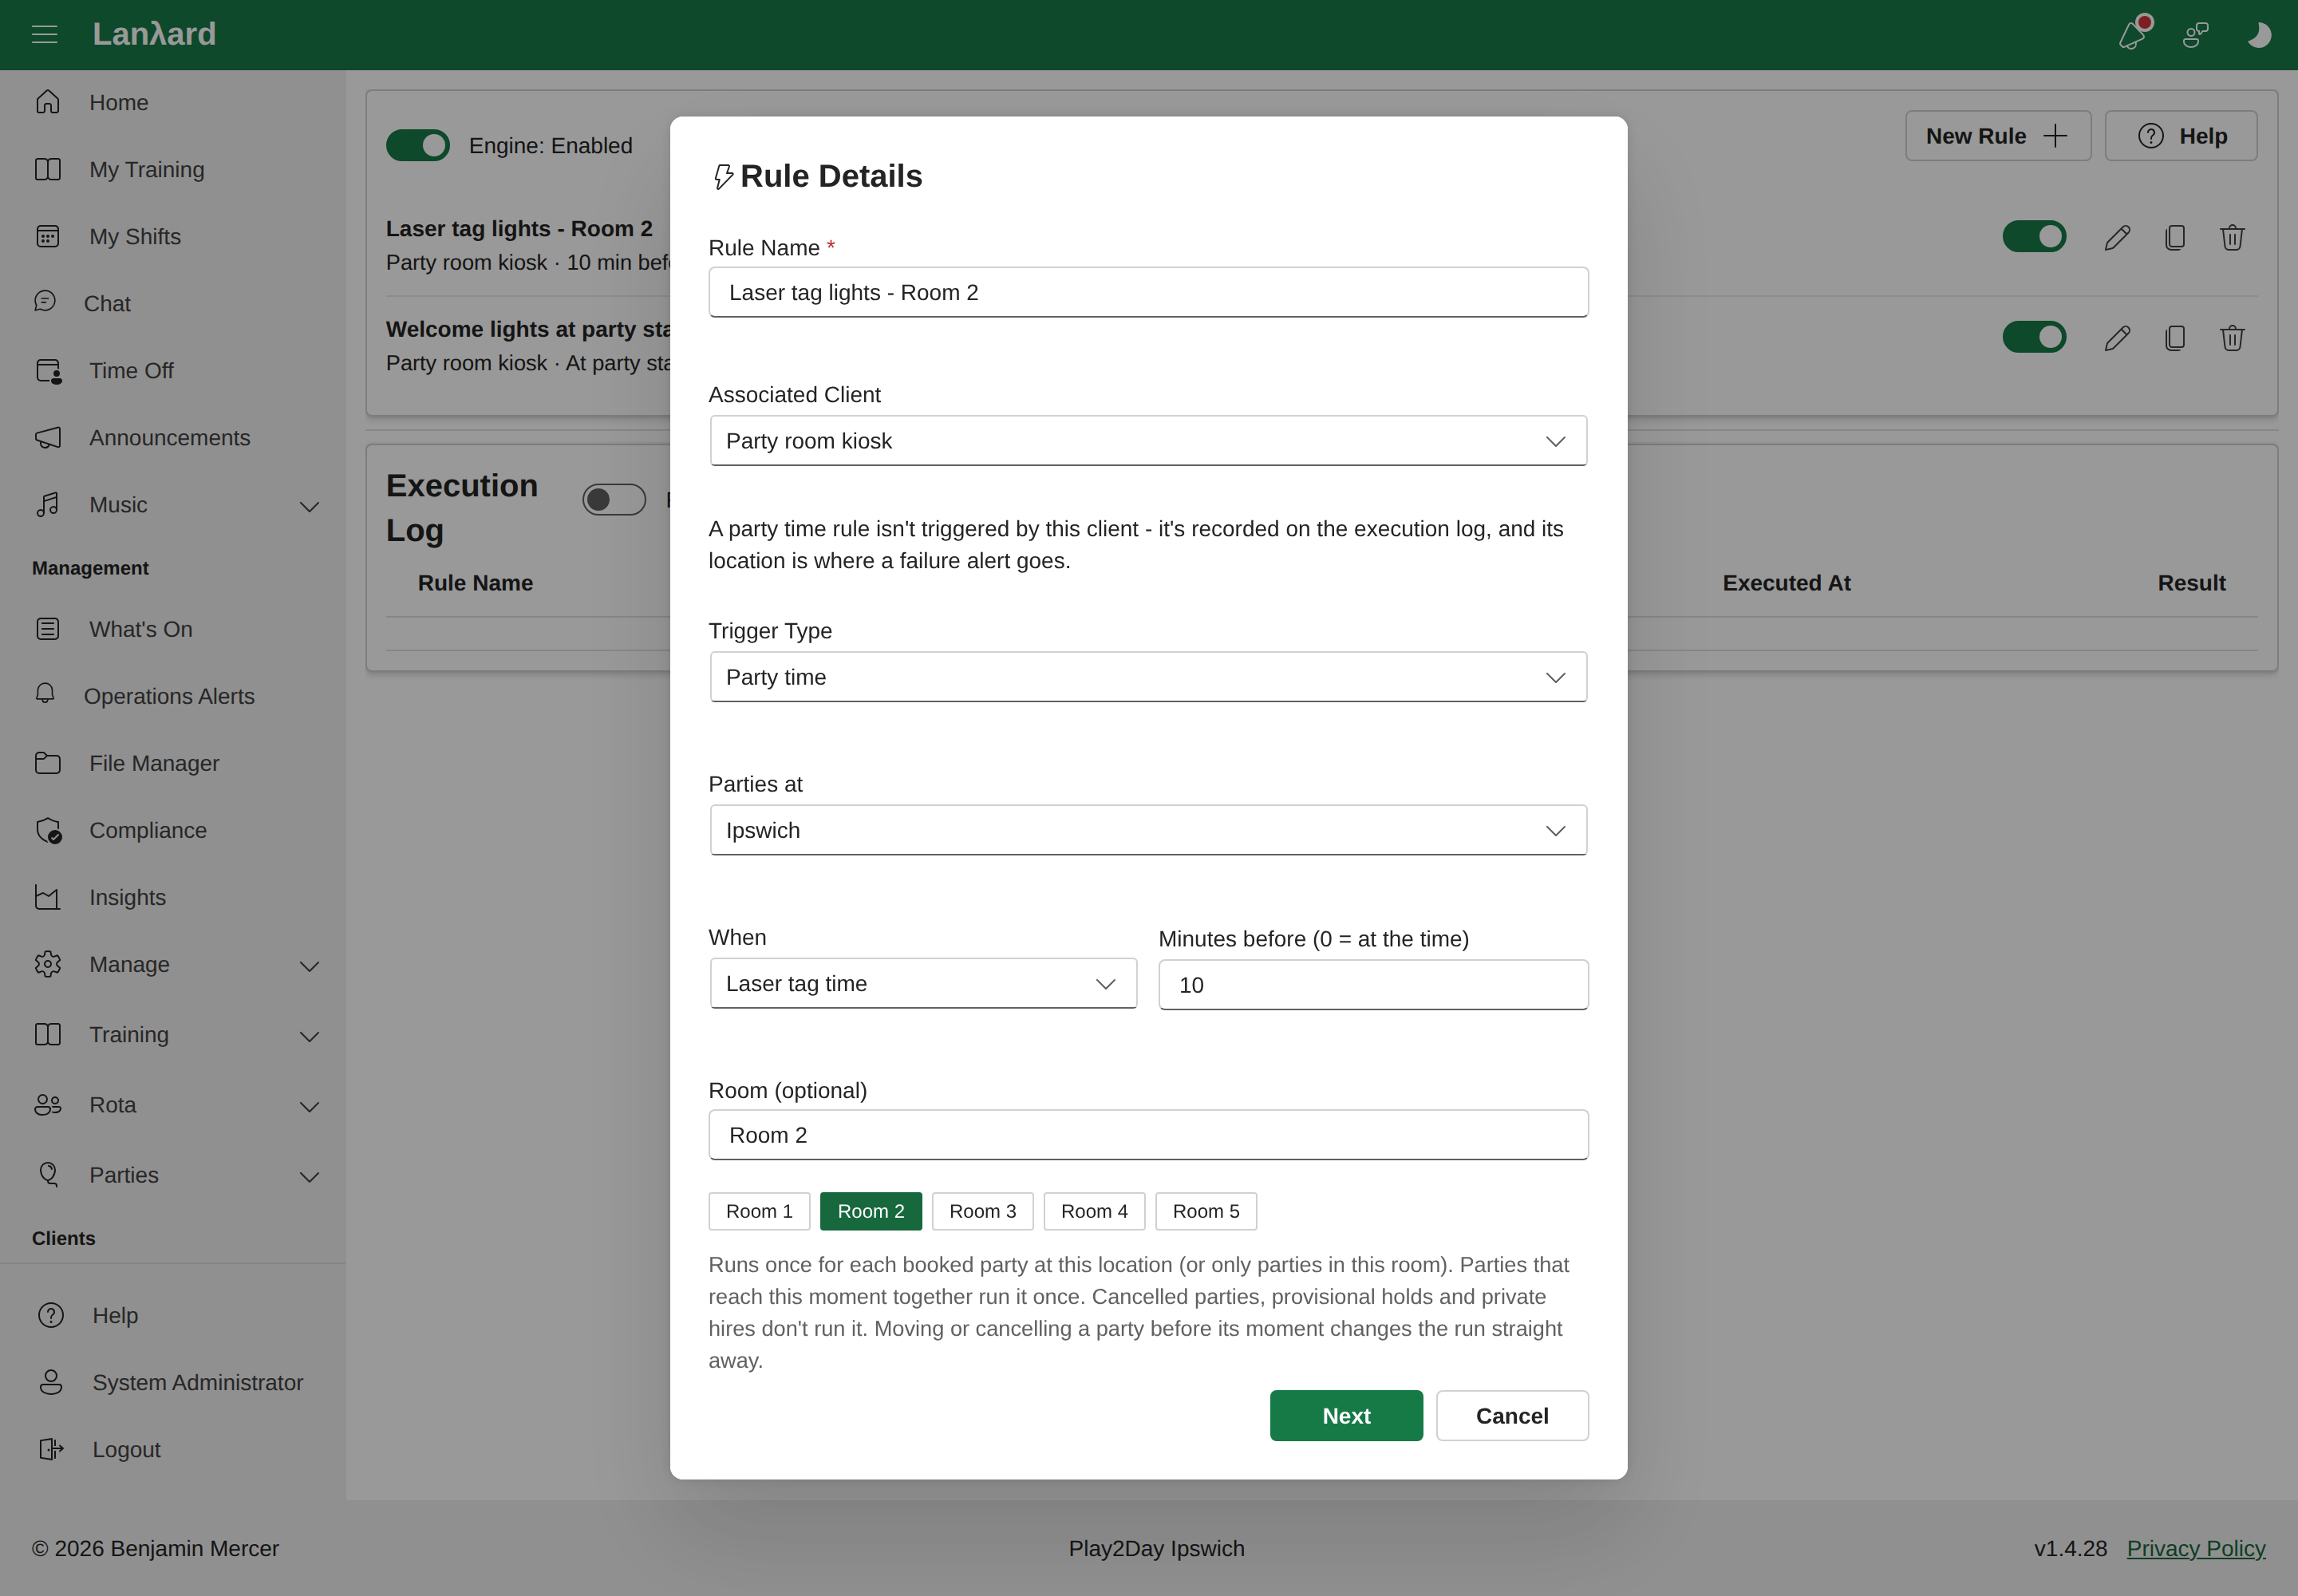 Lanλard
Home
My Training
My Shifts
Chat
Time Off
Announcements
Music
Management
What's On
Operations Alerts
File Manager
Compliance
Insights
Manage
Training
Rota
Parties
Clients
Help
System Administrator
Logout
Engine: Enabled
New Rule
Help
Laser tag lights - Room 2
Party room kiosk · 10 min
Welcome lights at party
Party room kiosk · At party
Execution
Log
Rule Name
Executed At
Result
Rule Details
Rule Name *
Laser tag lights - Room 2
Associated Client
Party room kiosk
A party time rule isn't triggered by this client - it's recorded on the execution log, and its
location is where a failure alert goes.
Trigger Type
Party time
Parties at
Ipswich
When
Minutes before (0 = at the time)
Laser tag time
10
Room (optional)
Room 2
Room 1
Room 2
Room 3
Room 4
Room 5
Runs once for each booked party at this location (or only parties in this room). Parties that
reach this moment together run it once. Cancelled parties, provisional holds and private
hires don't run it. Moving or cancelling a party before its moment changes the run straight
away.
Next
Cancel
© 2026 Benjamin Mercer
Play2Day Ipswich
v1.4.28
Privacy Policy